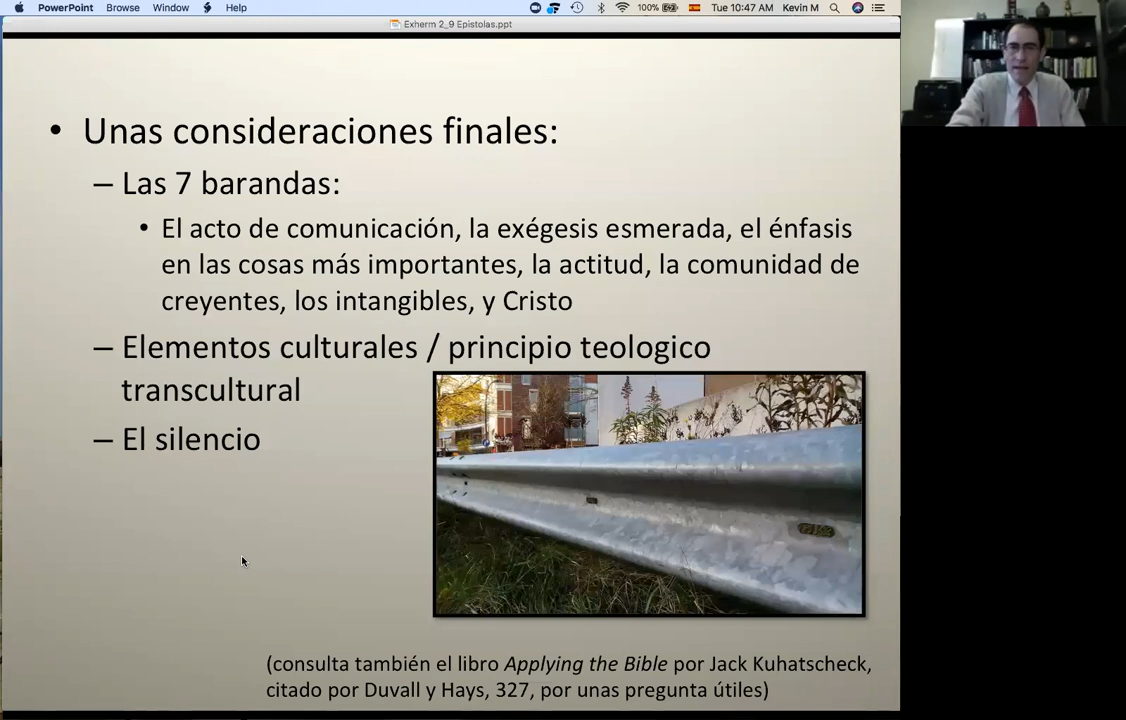 PowerPoint Browse Window Help 100% Tue 10:47 AM Kevin M
Exherm 2_9 Epistolas.ppt
• Unas consideraciones finales:
– Las 7 barandas:
• El acto de comunicación, la exégesis esmerada, el énfasis
en las cosas más importantes, la actitud, la comunidad de
creyentes, los intangibles, y Cristo
– Elementos culturales / principio teologico
transcultural
– El silencio
(consulta también el libro Applying the Bible por Jack Kuhatscheck,
citado por Duvall y Hays, 327, por unas pregunta útiles)